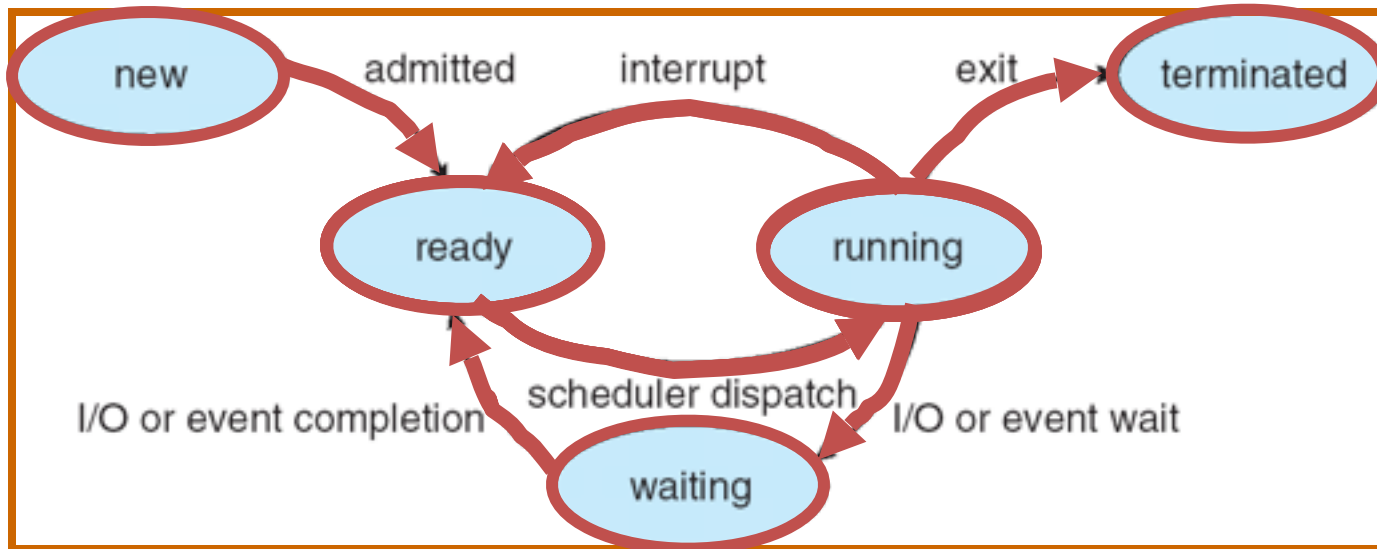 new
admitted
interrupt
exit
terminated
ready
running
scheduler dispatch
I/O or event completion
I/O or event wait
waiting